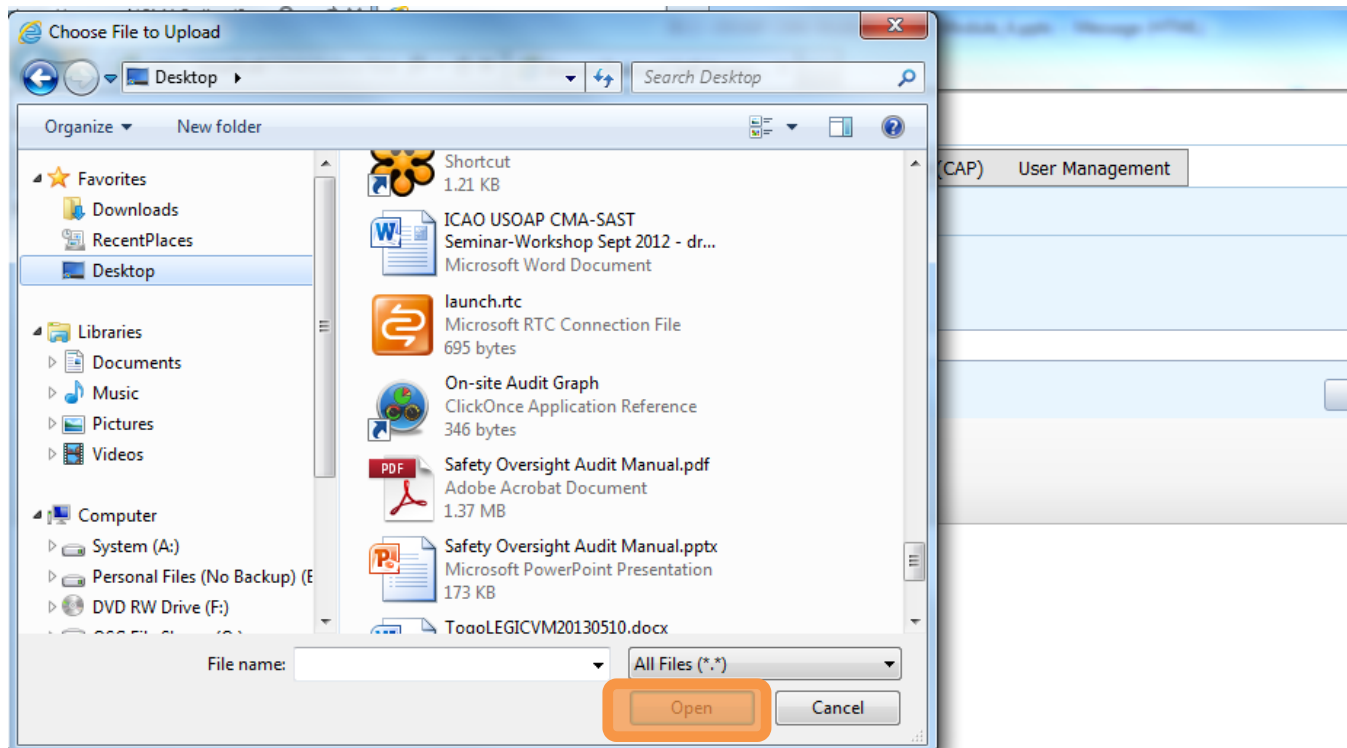 Choose File to Upload
Desktop
Search Desktop
Organize
New folder
Favorites
Downloads
RecentPlaces
Desktop
Libraries
Documents
Music
Pictures
Videos
Computer
System (A:)
Personal Files (No Backup) (E
DVD RW Drive (F:)
Shortcut
1.21 KB
ICAO USOAP CMA-SAST
Seminar-Workshop Sept 2012 - dr...
Microsoft Word Document
launch.rtc
Microsoft RTC Connection File
695 bytes
On-site Audit Graph
ClickOnce Application Reference
346 bytes
PDF
Safety Oversight Audit Manual.pdf
Adobe Acrobat Document
1.37 MB
Safety Oversight Audit Manual.pptx
Microsoft PowerPoint Presentation
173 KB
TogoLEGICVM20130510.docx
File name:
All Files (*.*)
Open
Cancel
(CAP)
User Management